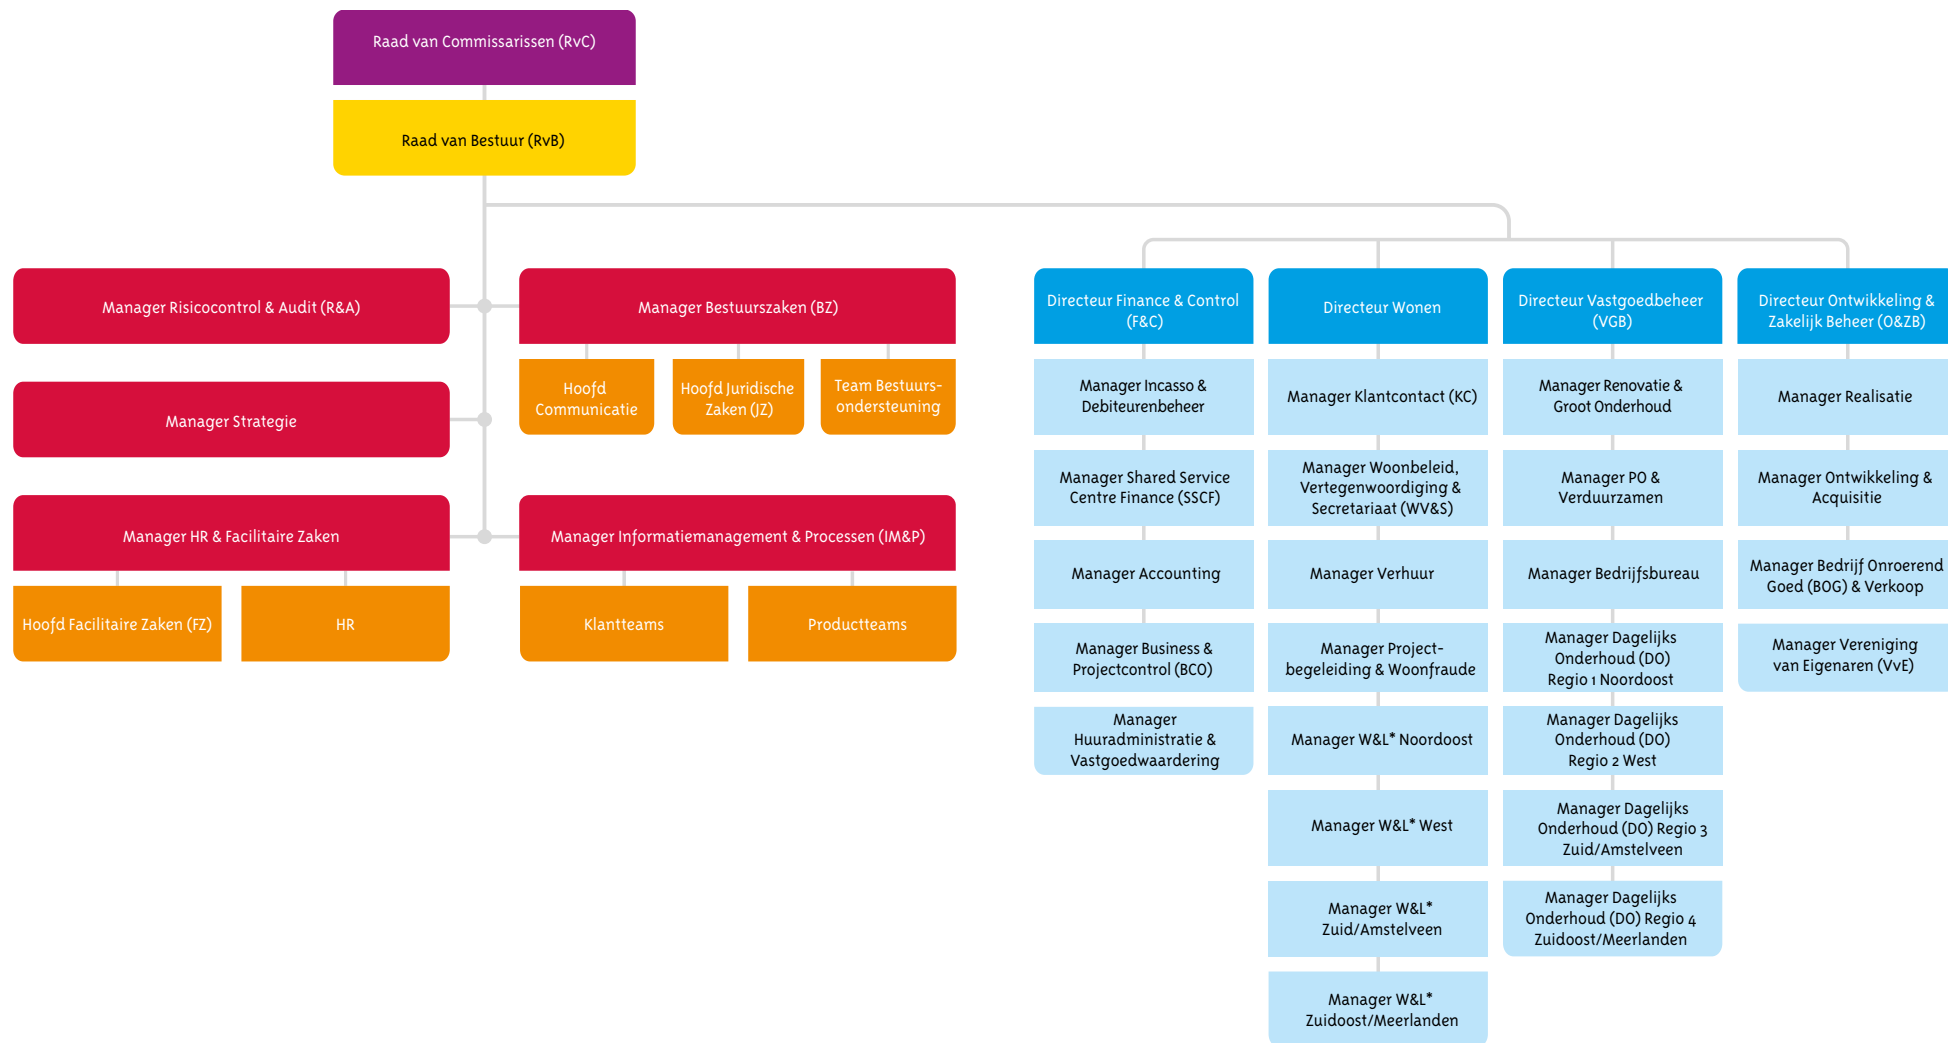 Raad van Commissarissen (RvC)
Raad van Bestuur (RvB)
Manager Risicocontrol & Audit (R&A)
Manager Bestuurszaken (BZ)
Hoofd
Communicatie
Hoofd Juridische
Zaken (JZ)
Team Bestuurs-
ondersteuning
Manager Strategie
Manager HR & Facilitaire Zaken
Hoofd Facilitaire Zaken (FZ)
HR
Manager Informatiemanagement & Processen (IM&P)
Klantteams
Productteams
Directeur Finance & Control
(F&C)
Manager Incasso &
Debiteurenbeheer
Manager Shared Service
Centre Finance (SSCF)
Manager Accounting
Manager Business &
Projectcontrol (BCO)
Manager
Huuradministratie &
Vastgoedwaardering
Directeur Wonen
Manager Klantcontact (KC)
Manager Woonbeleid,
Vertegenwoordiging &
Secretariaat (WV&S)
Manager Verhuur
Manager Project-
begeleiding & Woonfraude
Manager W&L* Noordoost
Manager W&L* West
Manager W&L*
Zuid/Amstelveen
Manager W&L*
Zuidoost/Meerlanden
Directeur Vastgoedbeheer
(VGB)
Manager Renovatie &
Groot Onderhoud
Manager PO &
Verduurzamen
Manager Bedrijfsbureau
Manager Dagelijks
Onderhoud (DO)
Regio 1 Noordoost
Manager Dagelijks
Onderhoud (DO)
Regio 2 West
Manager Dagelijks
Onderhoud (DO) Regio 3
Zuid/Amstelveen
Manager Dagelijks
Onderhoud (DO) Regio 4
Zuidoost/Meerlanden
Directeur Ontwikkeling &
Zakelijk Beheer (O&ZB)
Manager Realisatie
Manager Ontwikkeling &
Acquisitie
Manager Bedrijf Onroerend
Goed (BOG) & Verkoop
Manager Vereniging
van Eigenaren (VvE)